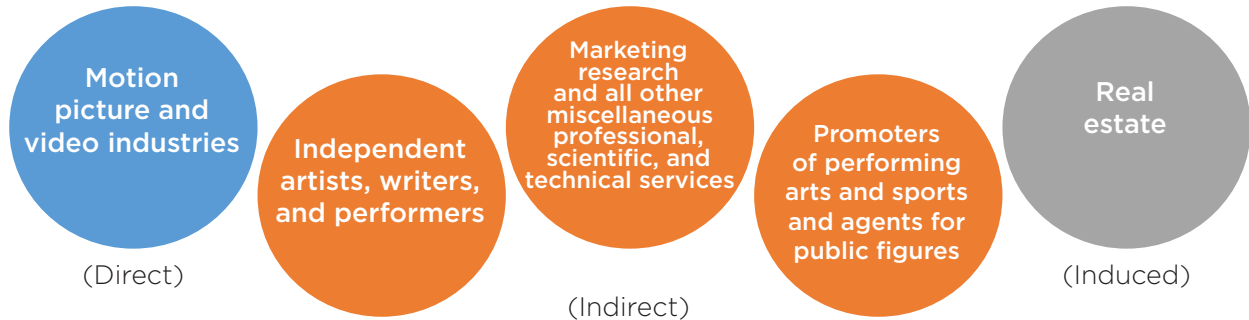 Motion
picture and
video industries
(Direct)
Independent
artists, writers,
and performers
Marketing
research
and all other
miscellaneous
professional,
scientific, and
technical services
(Indirect)
Promoters
of performing
arts and sports
and agents for
public figures
Real
estate
(Induced)